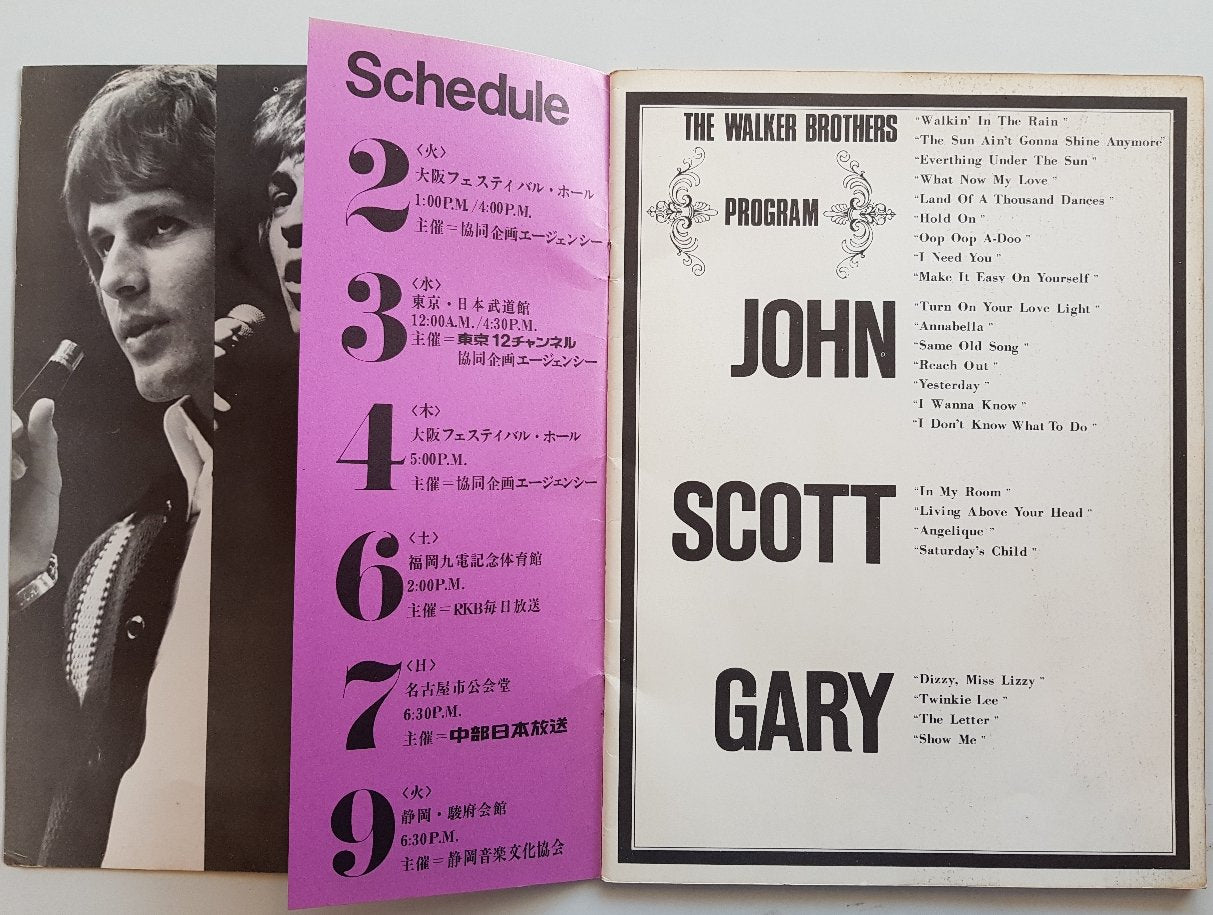 Schedule
2
〈火〉
大阪フェスティバル・ホール
1:00P.M./4:00P.M.
主催=協同企画エージェンシー
3
〈水〉
東京・日本武道館
12:00A.M./4:30P.M.
主催=東京12チャンネル
協同企画エージェンシー
4
〈木〉
大阪フェスティバル・ホール
5:00P.M.
主催=協同企画エージェンシー
6
〈土〉
福岡九電記念体育館
2:00P.M.
主催=RKB毎日放送
7
〈日〉
名古屋市公会堂
6:30P.M.
主催=中部日本放送
9
〈火〉
静岡・駿府会館
6:30P.M.
主催=静岡音楽文化協会
THE WALKER BROTHERS
PROGRAM
“Walkin’ In The Rain”
“The Sun Ain’t Gonna Shine Anymore”
“Everthing Under The Sun”
“What Now My Love”
“Land Of A Thousand Dances”
“Hold On”
“Oop Oop A-Doo”
“I Need You”
“Make It Easy On Yourself”
JOHN
“Turn On Your Love Light”
“Annabella”
“Same Old Song”
“Reach Out”
“Yesterday”
“I Wanna Know”
“I Don’t Know What To Do”
SCOTT
“In My Room”
“Living Above Your Head”
“Angelique”
“Saturday’s Child”
GARY
“Dizzy, Miss Lizzy”
“Twinkie Lee”
“The Letter”
“Show Me”